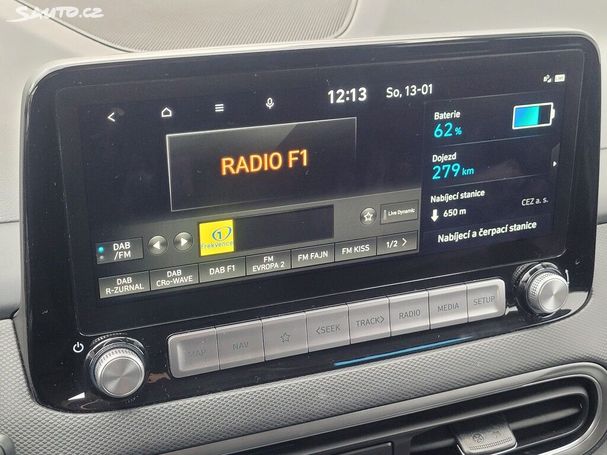 Sauto.cz
12:13 So, 13-01
RADIO F1
Baterie
62 %
Dojezd
279 km
Nabíjecí stanice
ČEZ a. s.
650 m
Nabíjecí a čerpací stanice
1
Frekvence
Live Dynamic
DAB
/FM
DAB
R-ZURNAL
DAB
CRo-WAVE
DAB F1
FM
EVROPA 2
FM FAJN
FM KISS
1/2 >
MAP
NAV
<SEEK
TRACK>
RADIO
MEDIA
SETUP